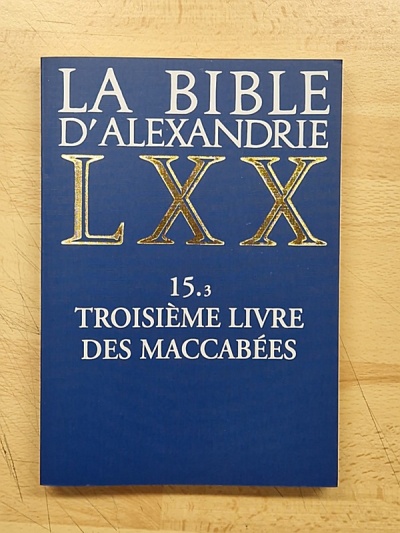 LA BIBLE
D'ALEXANDRIE
LXX
15.3
TROISIÈME LIVRE
DES MACCABÉES